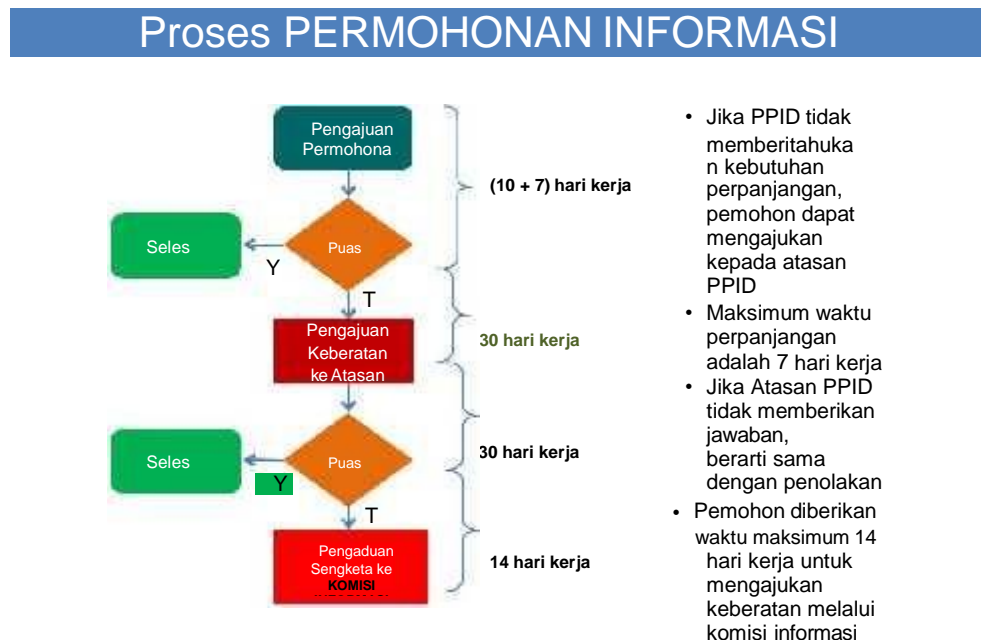 Proses PERMOHONAN INFORMASI
Pengajuan
Permohona
(10 + 7) hari kerja
Puas
Seles
Y
T
Pengajuan
Keberatan
ke Atasan
30 hari kerja
30 hari kerja
Puas
Seles
Y
T
Pengaduan
Sengketa ke
KOMISI
14 hari kerja
• Jika PPID tidak
memberitahuka
n kebutuhan
perpanjangan,
pemohon dapat
mengajukan
kepada atasan
PPID
• Maksimum waktu
perpanjangan
adalah 7 hari kerja
• Jika Atasan PPID
tidak memberikan
jawaban,
berarti sama
dengan penolakan
• Pemohon diberikan
waktu maksimum 14
hari kerja untuk
mengajukan
keberatan melalui
komisi informasi